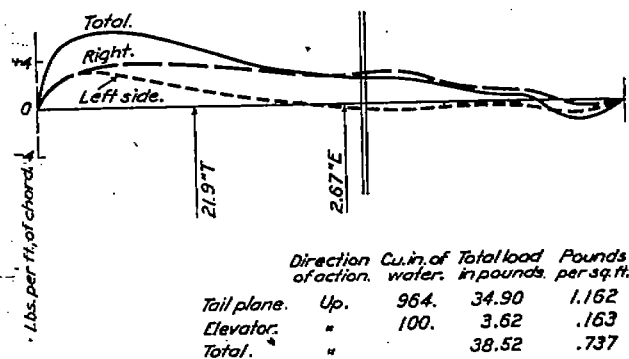 Total.
Right.
Left side.
+4
0
Lbs. per ft. of chord.
21.9"T
2.67"E
Direction of action. Cu.in. of water. Total load in pounds. Pounds per sq.ft.
Tail plane. Up. 964. 34.90 1.162
Elevator. " 100. 3.62 .163
Total. " 38.52 .737